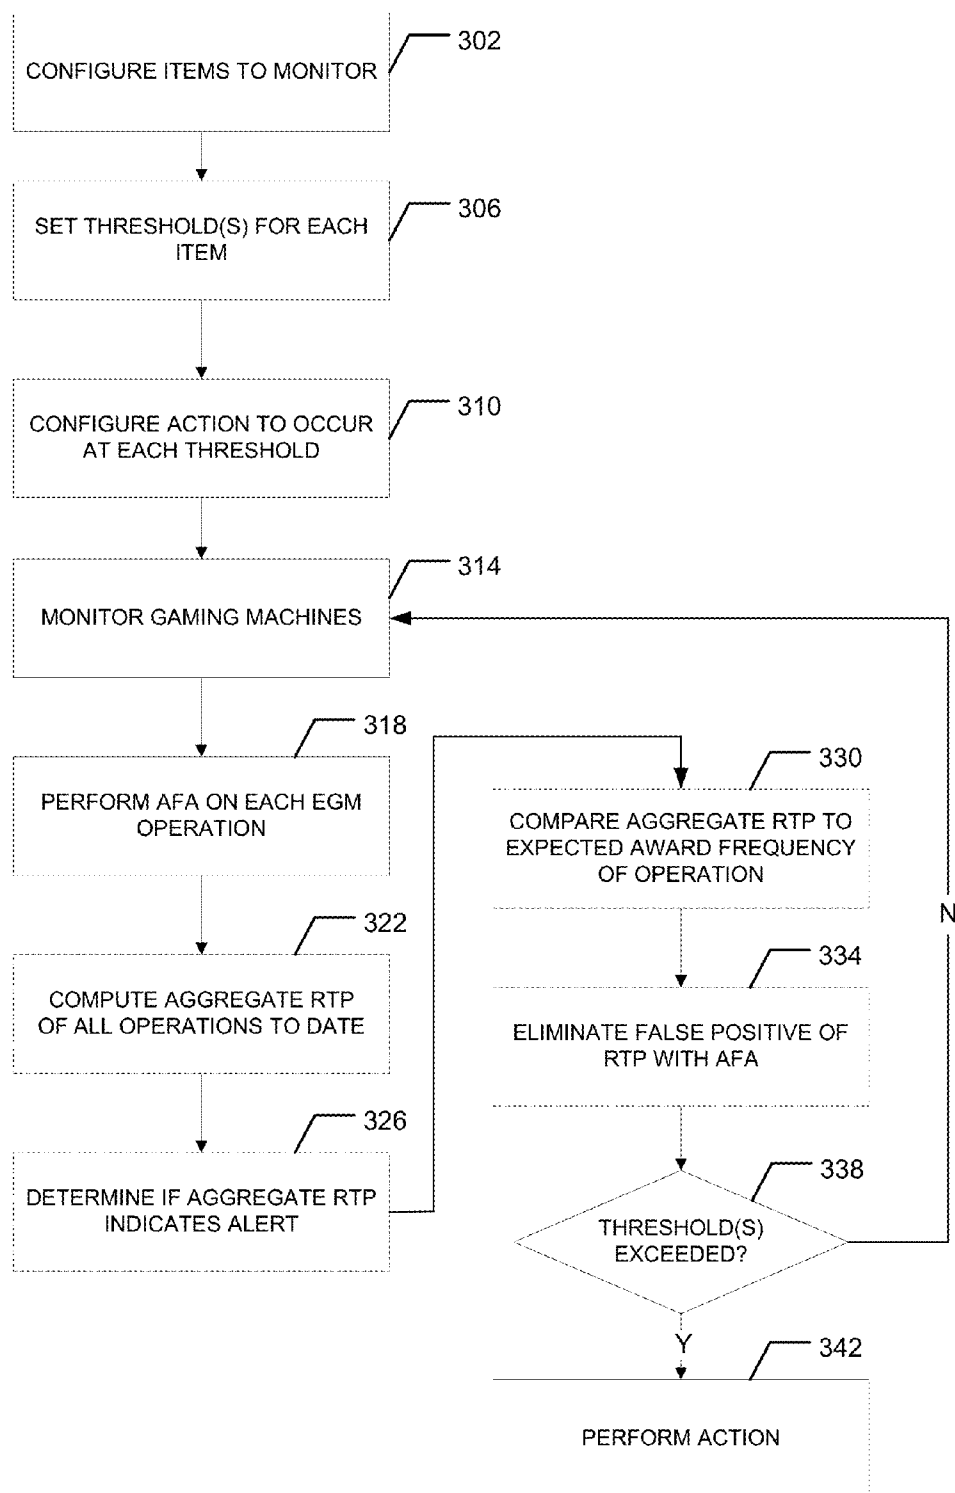 302
CONFIGURE ITEMS TO MONITOR
306
SET THRESHOLD(S) FOR EACH
ITEM
310
CONFIGURE ACTION TO OCCUR
AT EACH THRESHOLD
314
MONITOR GAMING MACHINES
318
PERFORM AFA ON EACH EGM
OPERATION
322
COMPUTE AGGREGATE RTP
OF ALL OPERATIONS TO DATE
326
DETERMINE IF AGGREGATE RTP
INDICATES ALERT
330
COMPARE AGGREGATE RTP TO
EXPECTED AWARD FREQUENCY
OF OPERATION
334
ELIMINATE FALSE POSITIVE OF
RTP WITH AFA
338
THRESHOLD(S)
EXCEEDED?
N
Y
342
PERFORM ACTION